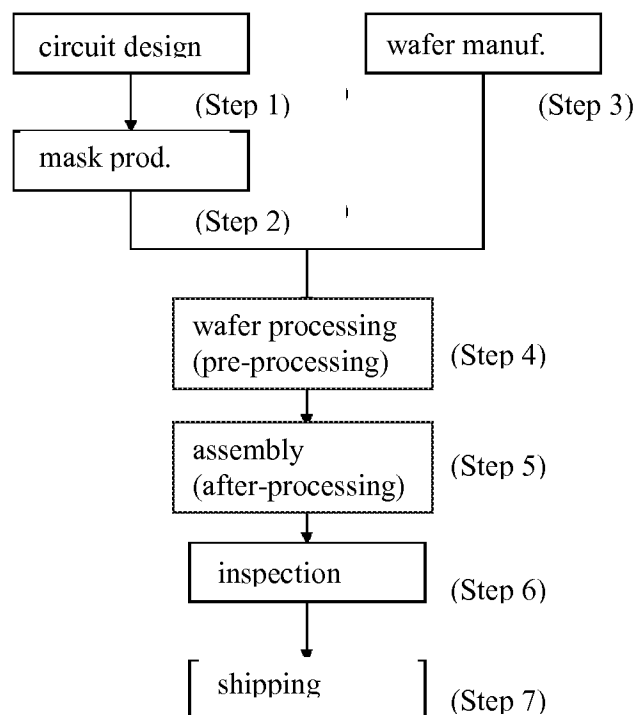 circuit design
wafer manuf.
(Step 1)
(Step 3)
mask prod.
(Step 2)
wafer processing
(pre-processing)
(Step 4)
assembly
(after-processing)
(Step 5)
inspection
(Step 6)
shipping
(Step 7)